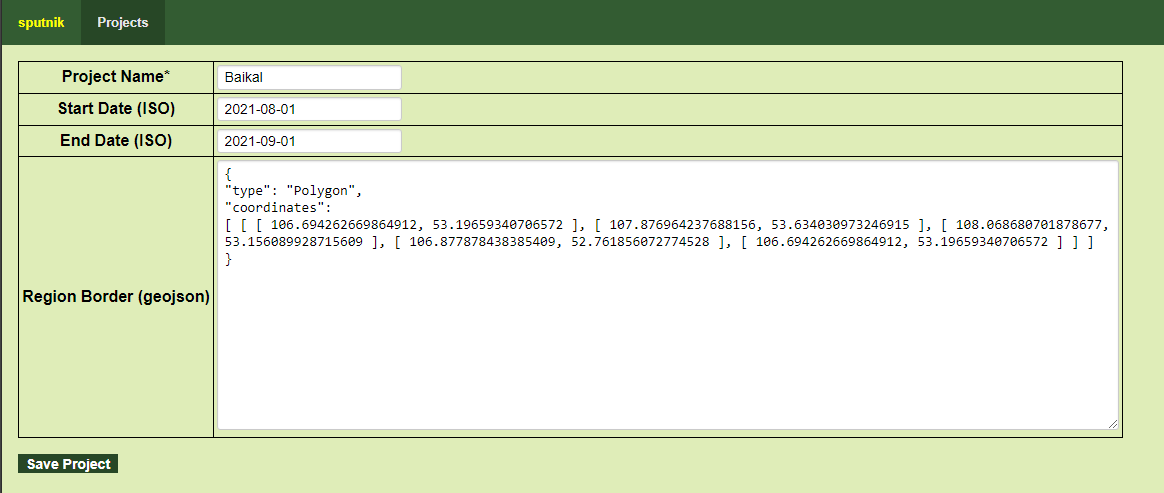 sputnik Projects
Project Name* Baikal
Start Date (ISO) 2021-08-01
End Date (ISO) 2021-09-01
Region Border (geojson)
{
"type": "Polygon",
"coordinates":
[ [ [ 106.694262669864912, 53.19659340706572 ], [ 107.876964237688156, 53.634030973246915 ], [ 108.068680701878677,
53.156089928715609 ], [ 106.877878438385409, 52.761856072774528 ], [ 106.694262669864912, 53.19659340706572 ] ] ]
}
Save Project